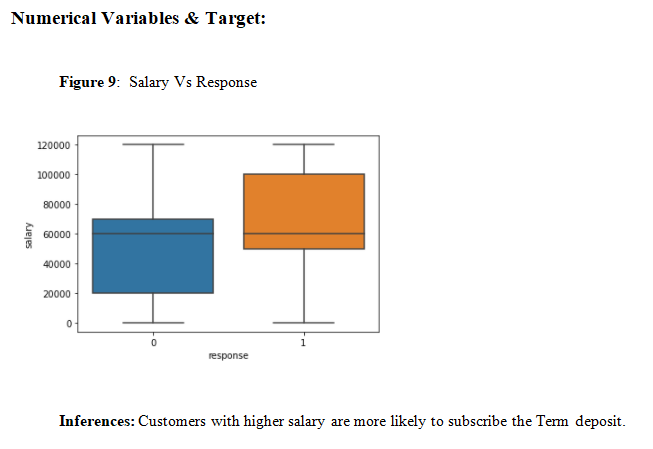 Numerical Variables & Target:
Figure 9:  Salary Vs Response
120000
100000
80000
60000
40000
20000
0
salary
0 1
response
Inferences: Customers with higher salary are more likely to subscribe the Term deposit.